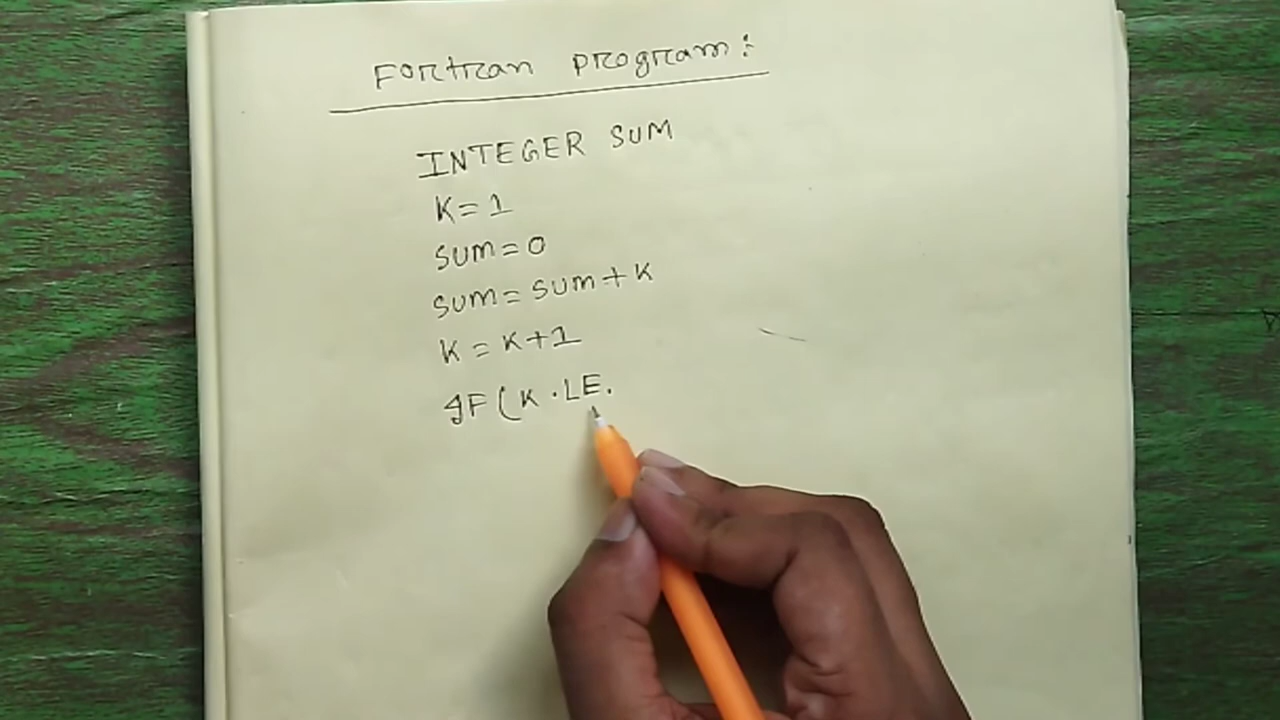 Fortran program:
INTEGER SUM
K=1
SUM=0
SUM=SUM+K
K=K+1
IF(K.LE.